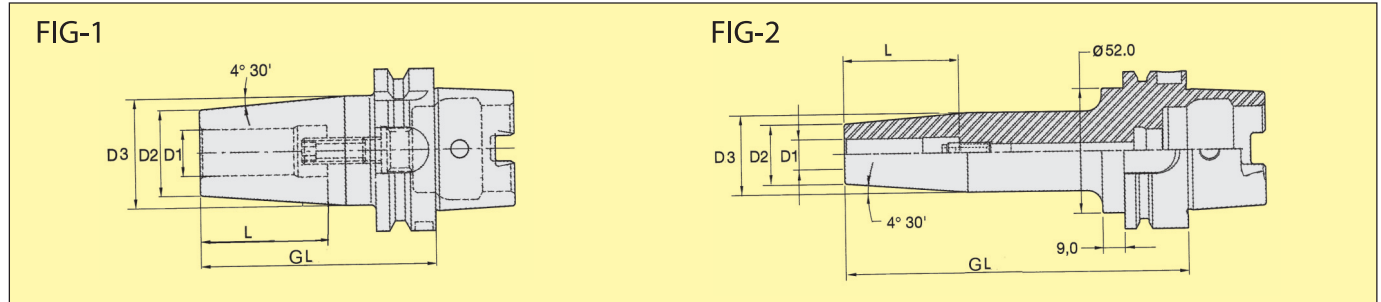 FIG-1
4° 30'
D3 D2 D1
L
GL
FIG-2
L
Ø52.0
D3 D2 D1
4° 30'
9,0
GL